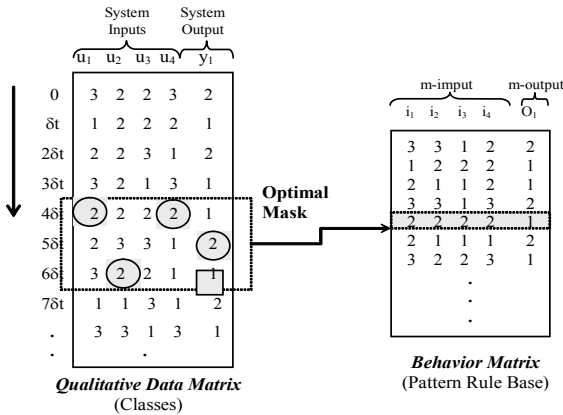 System Inputs
System Output
u1 u2 u3 u4 y1
0 3 2 2 3 2
δt 1 2 2 2 1
2δt 2 2 3 1 2
3δt 3 2 1 3 1
4δt 2 2 2 2 1
5δt 2 3 3 1 2
6δt 3 2 2 1 1
7δt 1 1 3 1 2
. 3 3 1 3 1
. .
Qualitative Data Matrix
(Classes)
Optimal
Mask
m-imput m-output
i1 i2 i3 i4 O1
3 3 1 2 2
1 2 2 2 1
2 1 1 2 1
3 3 1 3 2
2 2 2 2 1
2 1 1 1 2
3 2 2 3 1
.
.
.
Behavior Matrix
(Pattern Rule Base)